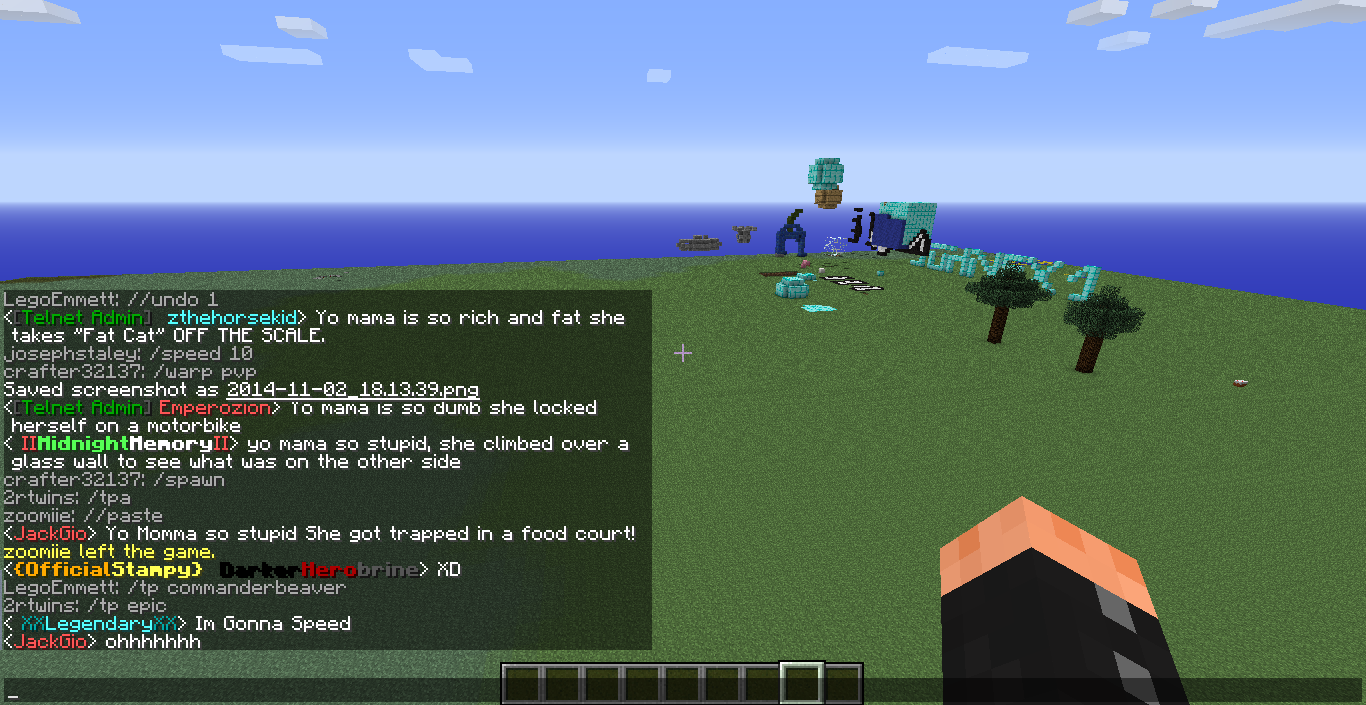 LegoEmmett: //undo 1
<[Telnet Admin] zthehorsekid> Yo mama is so rich and fat she
takes "Fat Cat" OFF THE SCALE.
josephstaley: /speed 10
crafter32137: /warp pvp
Saved screenshot as 2014-11-02_18.13.39.png
<[Telnet Admin] Emperozion> Yo mama is so dumb she locked
herself on a motorbike
< IIMidnightMemoryII> yo mama so stupid, she climbed over a
glass wall to see what was on the other side
crafter32137: /spawn
2rtwins: /tpa
zoomiie: //paste
<JackGio> Yo Momma so stupid She got trapped in a food court!
zoomiie left the game.
<{OfficialStampy} DarkerHerobrine> XD
LegoEmmett: /tp commanderbeaver
2rtwins: /tp epic
< XXLegendaryXX> Im Gonna Speed
<JackGio> ohhhhhhh
_